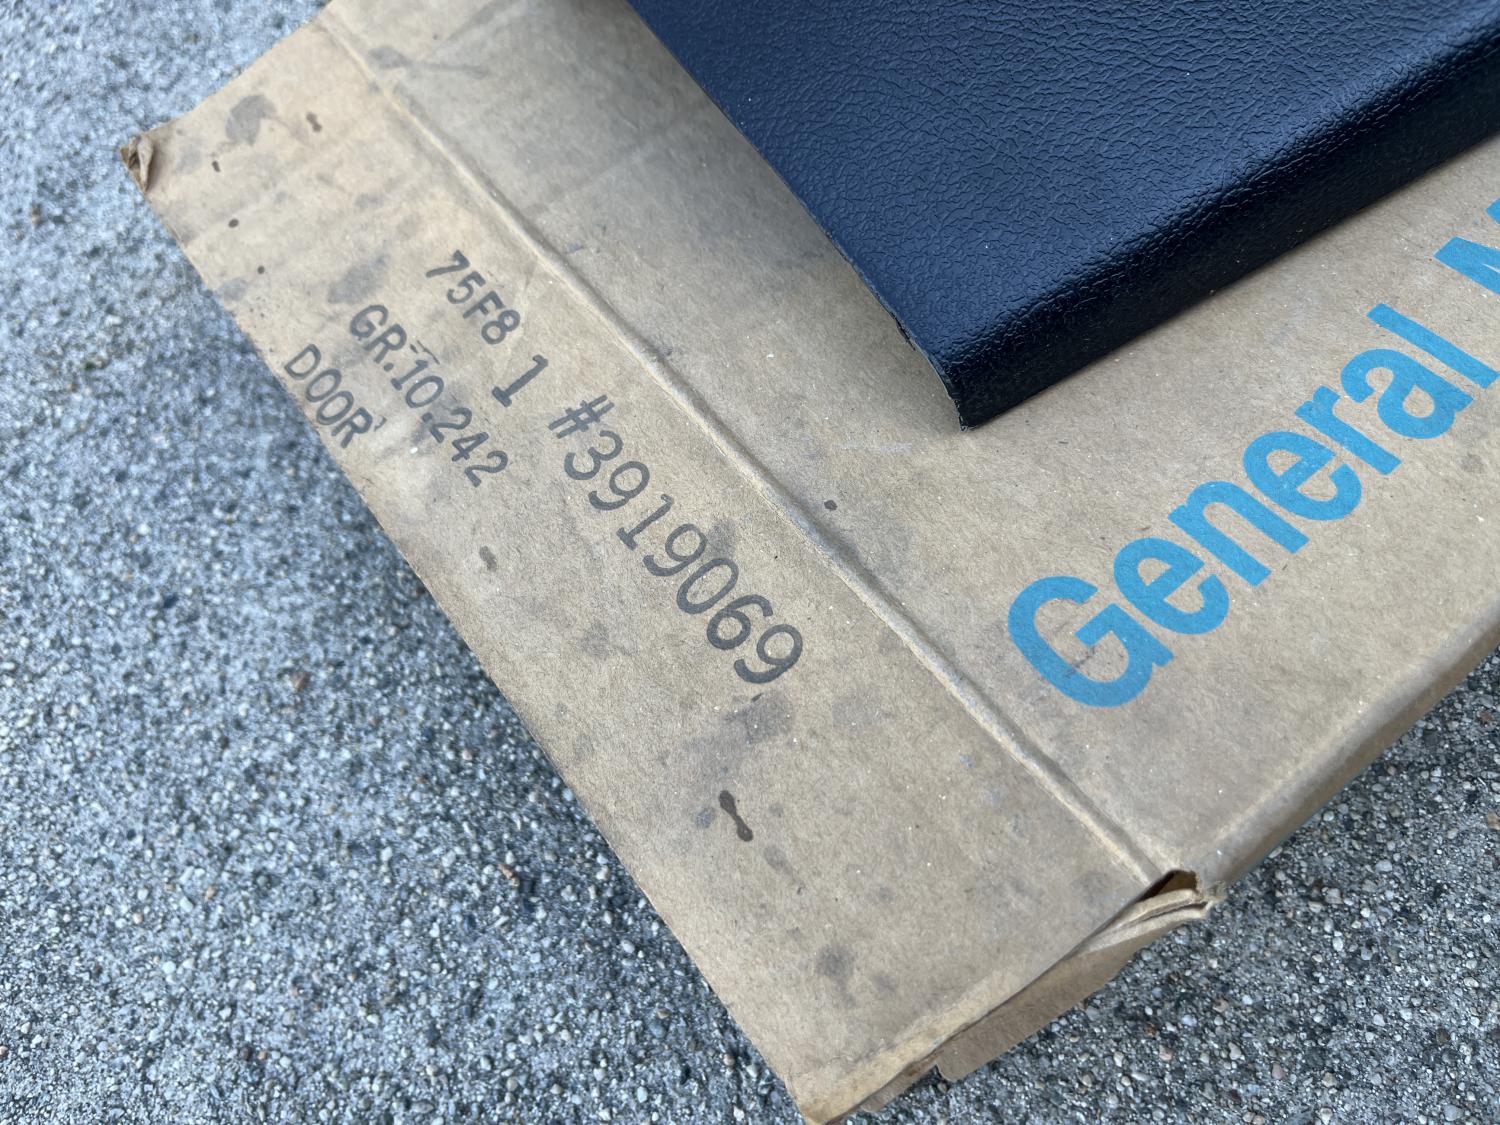 75F8 1 #3919069
GR.10.242
DOOR
General